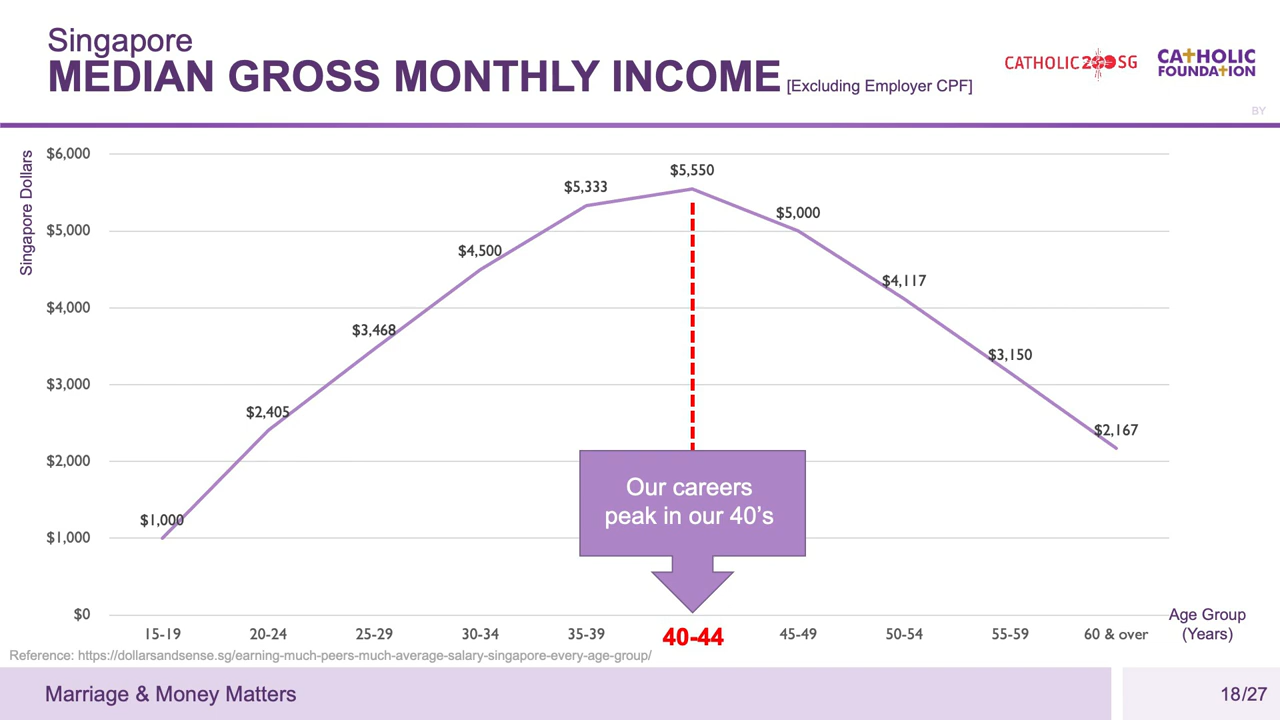 Singapore
MEDIAN GROSS MONTHLY INCOME [Excluding Employer CPF]
CATHOLIC200SG
CATHOLIC
FOUNDATION
BY
Singapore Dollars
$6,000
$5,000
$4,000
$3,000
$2,000
$1,000
$0
$1,000
$2,405
$3,468
$4,500
$5,333
$5,550
$5,000
$4,117
$3,150
$2,167
Our careers
peak in our 40's
15-19
20-24
25-29
30-34
35-39
40-44
45-49
50-54
55-59
60 & over
Age Group
(Years)
Reference: https://dollarsandsense.sg/earning-much-peers-much-average-salary-singapore-every-age-group/
Marriage & Money Matters
18/27